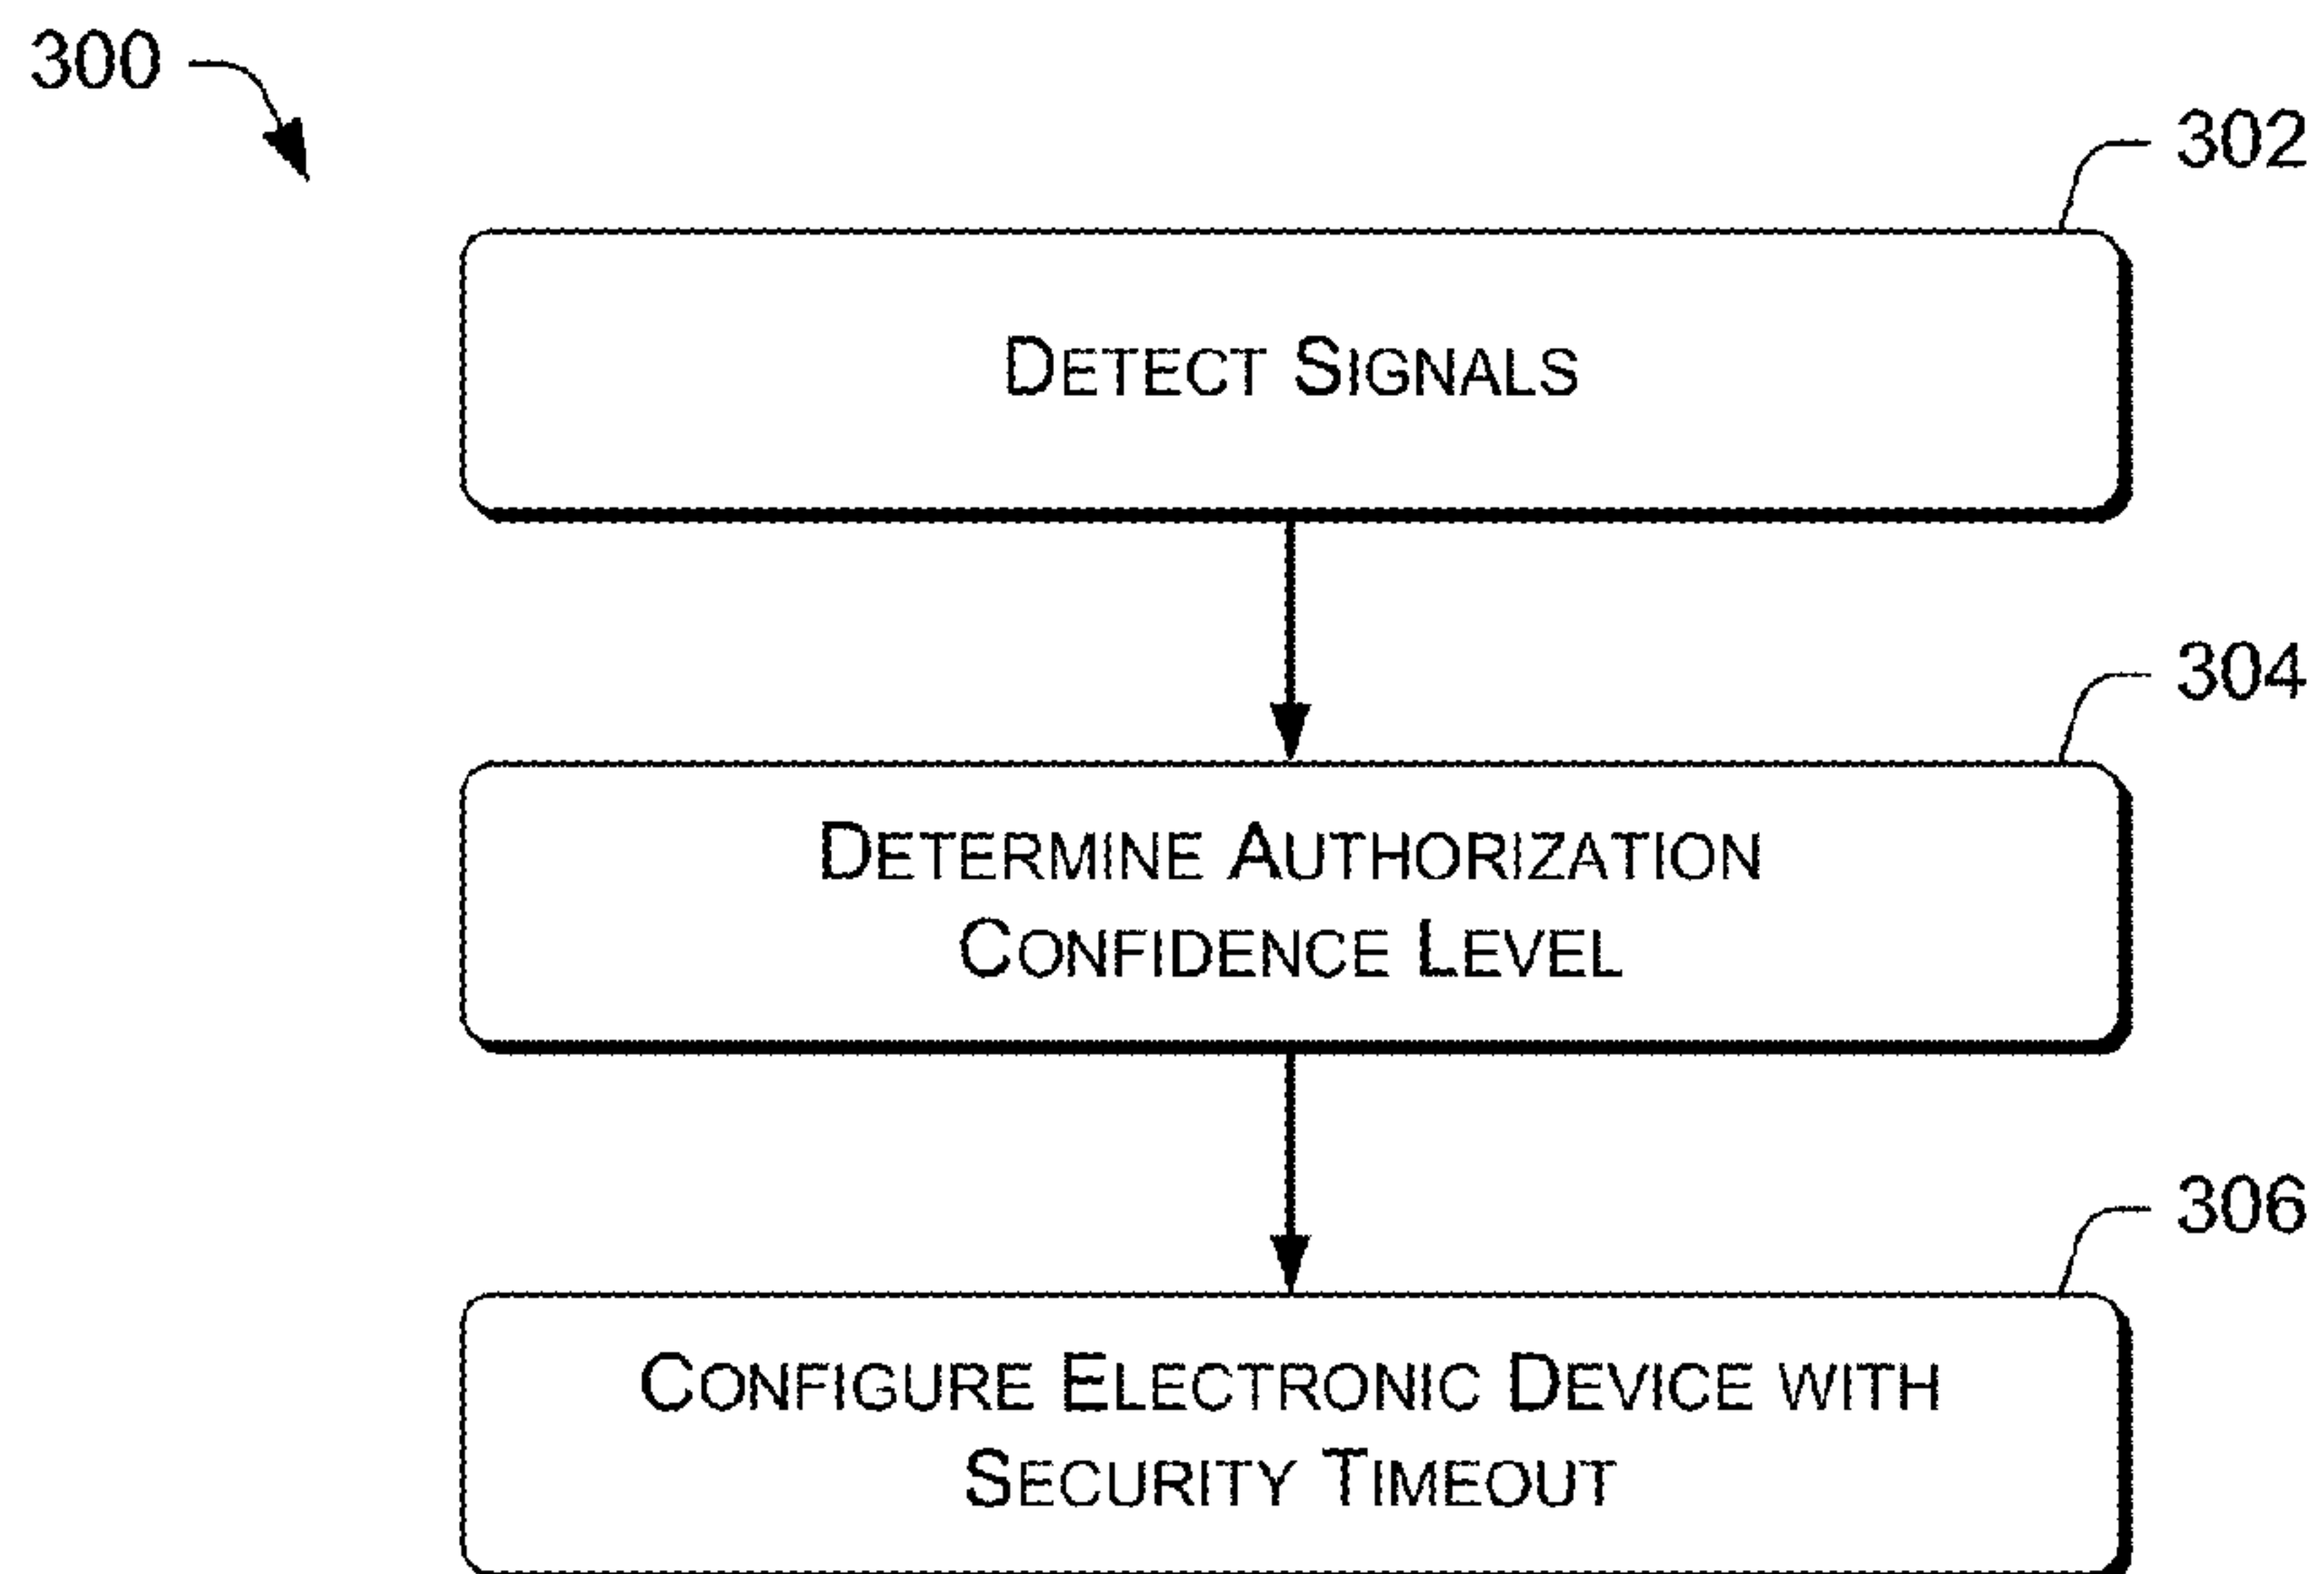 300
302
DETECT SIGNALS
304
DETERMINE AUTHORIZATION
CONFIDENCE LEVEL
306
CONFIGURE ELECTRONIC DEVICE WITH
SECURITY TIMEOUT